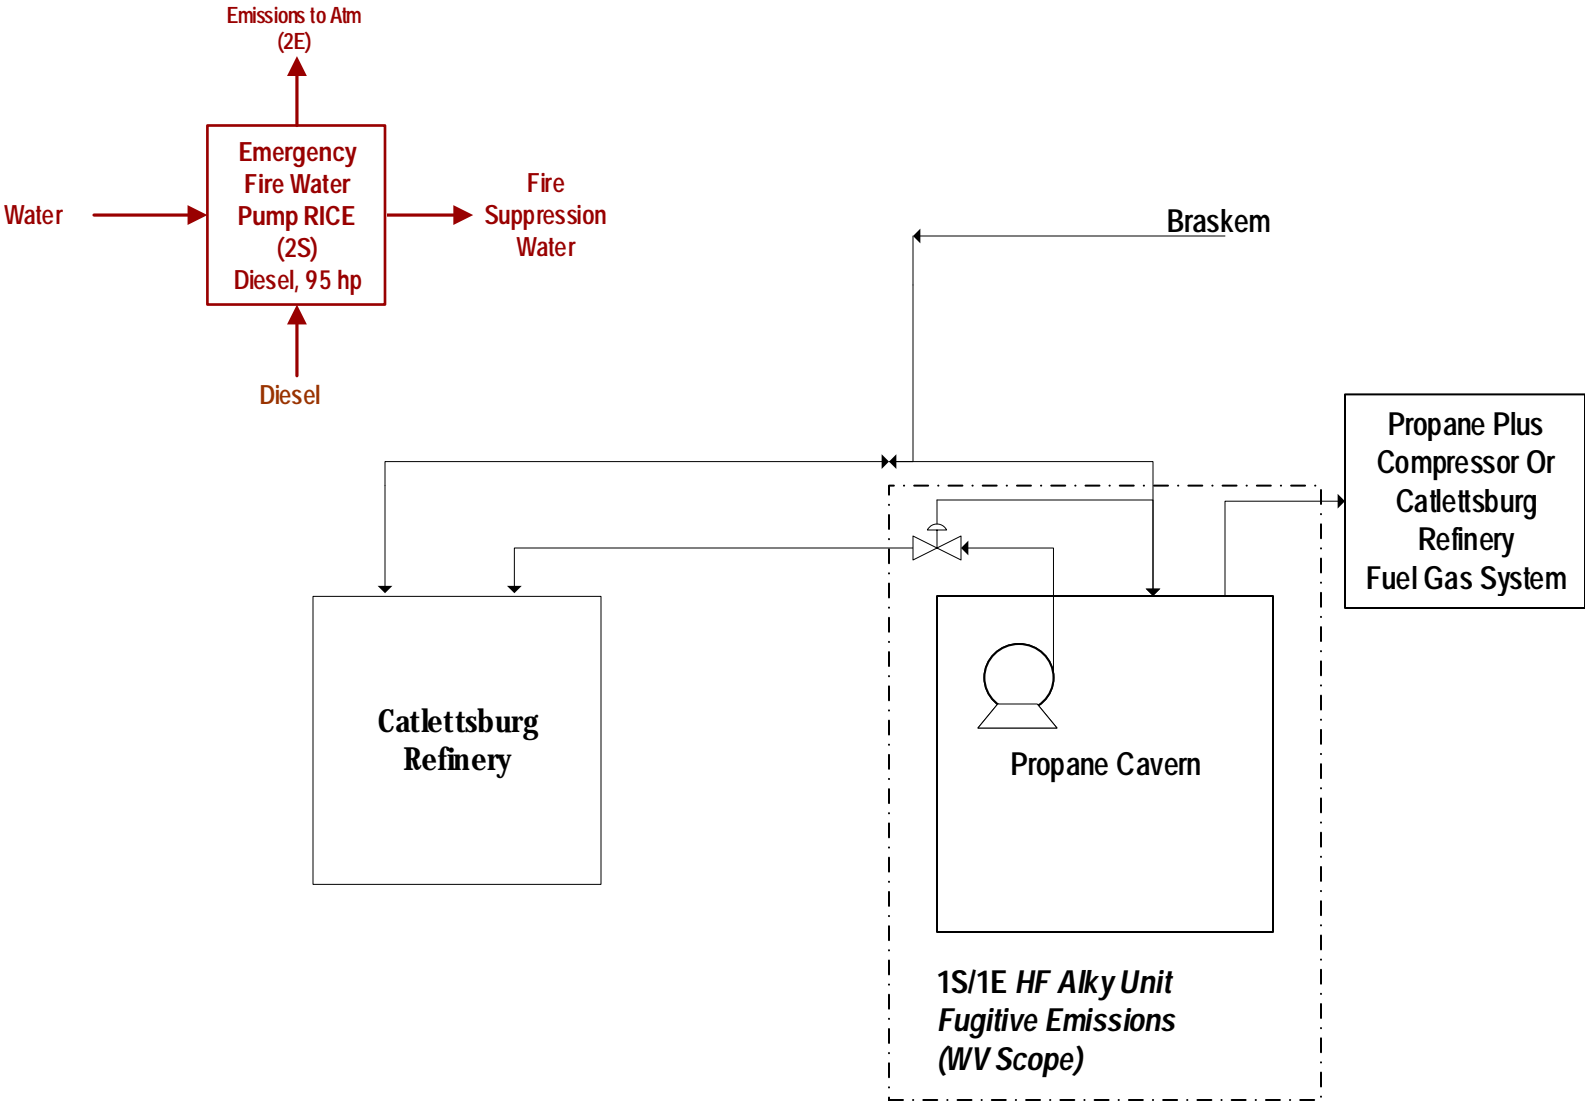 Emissions to Atm
(2E)
Emergency
Fire Water
Pump RICE
(2S)
Diesel, 95 hp
Water
Fire
Suppression
Water
Diesel
Braskem
Propane Plus
Compressor Or
Catlettsburg
Refinery
Fuel Gas System
Catlettsburg
Refinery
Propane Cavern
1S/1E HF Alky Unit
Fugitive Emissions
(WV Scope)